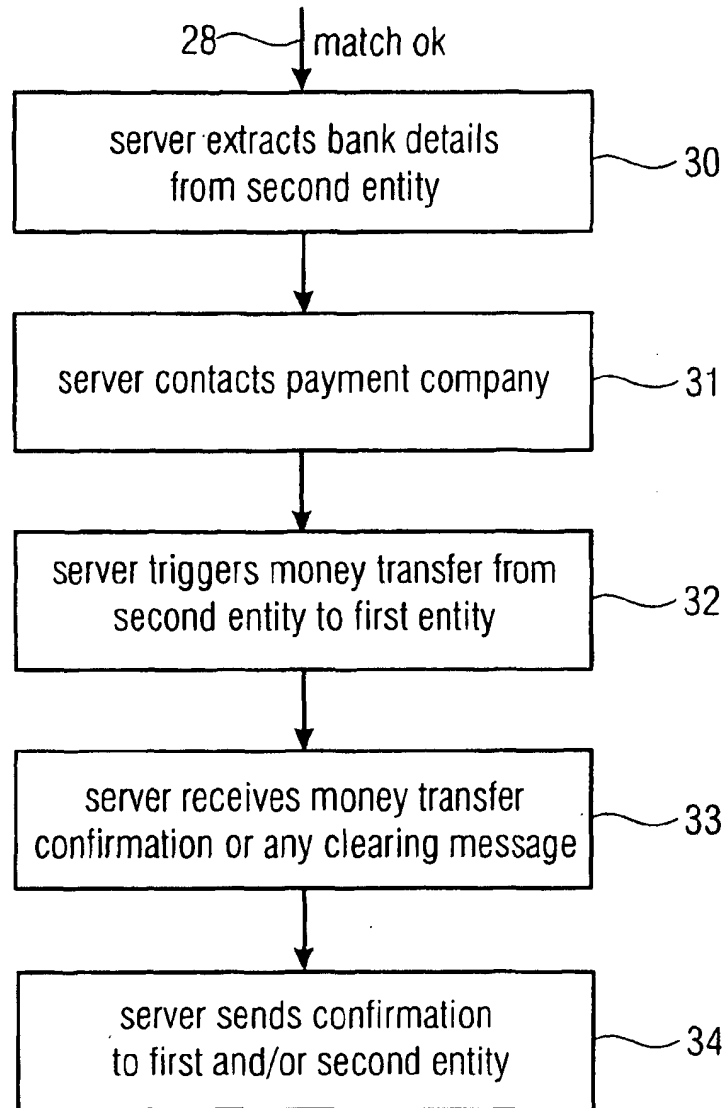 28 match ok
server extracts bank details
from second entity
30
server contacts payment company
31
server triggers money transfer from
second entity to first entity
32
server receives money transfer
confirmation or any clearing message
33
server sends confirmation
to first and/or second entity
34